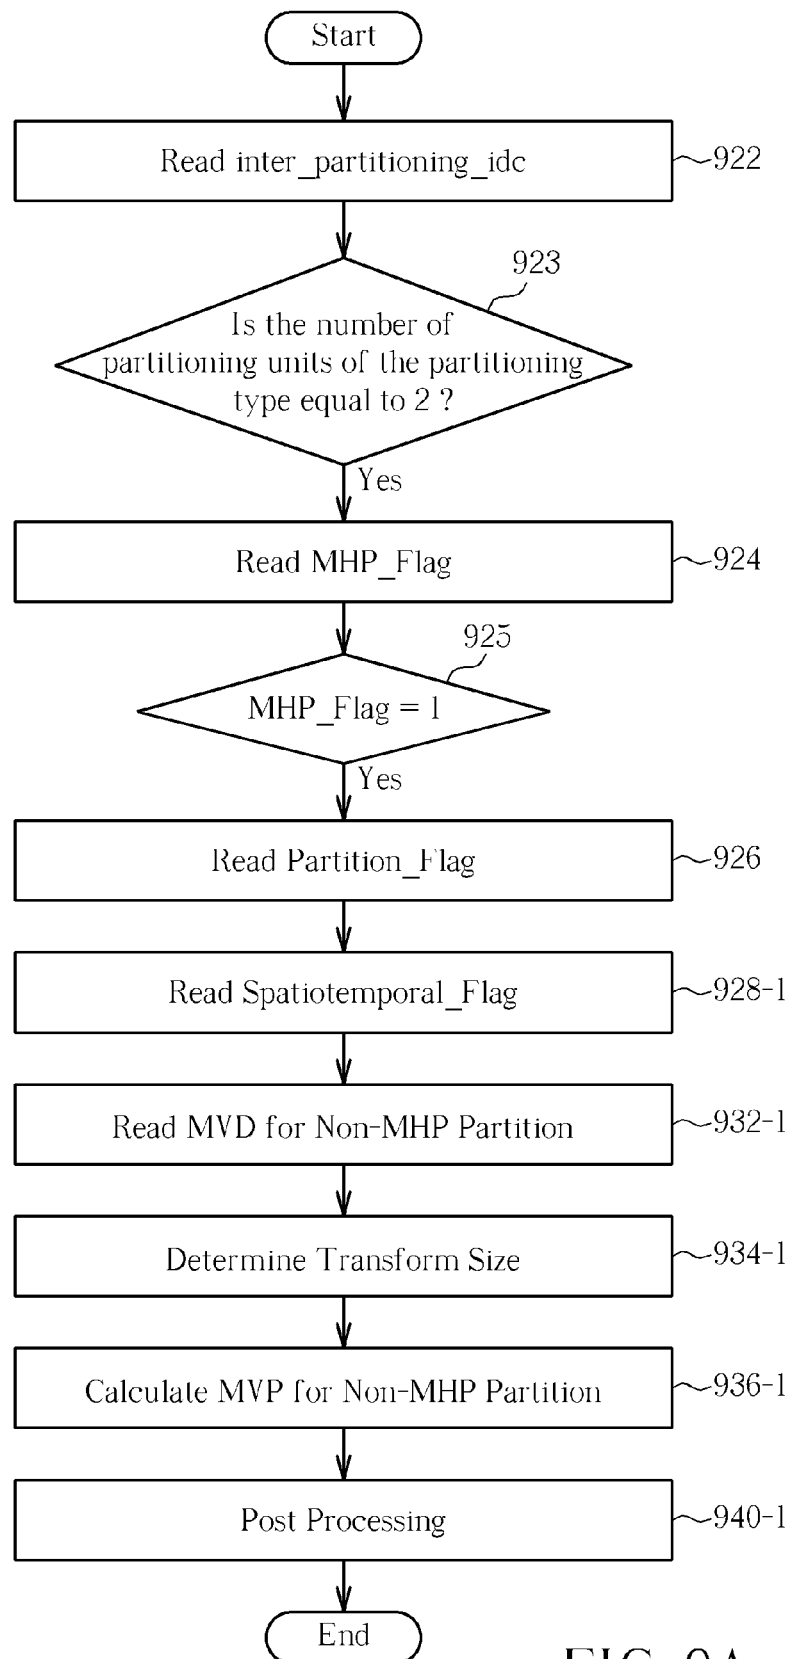 Start
Read inter_partitioning_idc
922
923
Is the number of
partitioning units of the partitioning
type equal to 2 ?
Yes
Read MHP_Flag
924
925
MHP_Flag = 1
Yes
Read Partition_Flag
926
Read Spatiotemporal_Flag
928-1
Read MVD for Non-MHP Partition
932-1
Determine Transform Size
934-1
Calculate MVP for Non-MHP Partition
936-1
Post Processing
940-1
End
FIG. 9A